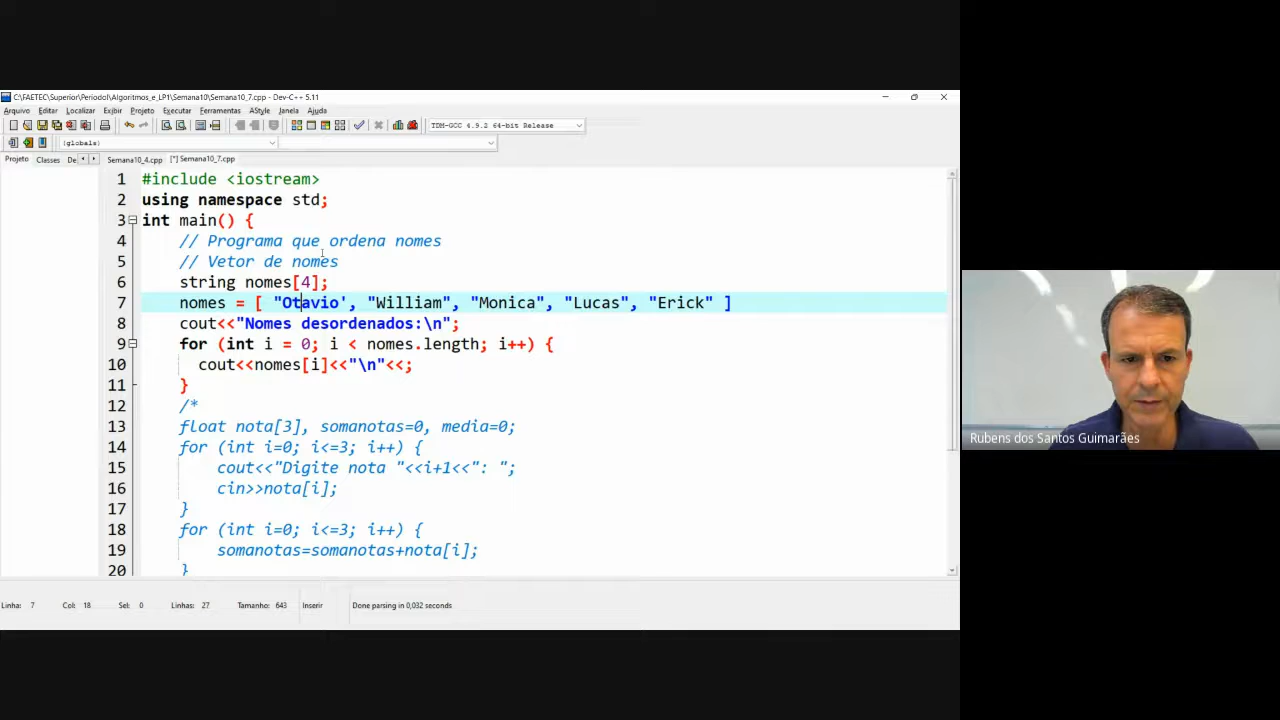 C:\FAETEC\Superior\PeriodoI\Algoritmos_e_LP1\Semana10\Semana10_7.cpp - Dev-C++ 5.11
Arquivo Editar Localizar Exibir Projeto Executar Ferramentas AStyle Janela Ajuda
TDM-GCC 4.9.2 64-bit Release
(globals)
Projeto Classes De Semana10_4.cpp [*] Semana10_7.cpp
1 #include <iostream>
2 using namespace std;
3 int main() {
4 // Programa que ordena nomes
5 // Vetor de nomes
6 string nomes[4];
7 nomes = [ "Otavio', "William", "Monica", "Lucas", "Erick" ]
8 cout<<"Nomes desordenados:\n";
9 for (int i = 0; i < nomes.length; i++) {
10 cout<<nomes[i]<<"\n"<<;
11 }
12 /*
13 float nota[3], somanotas=0, media=0;
14 for (int i=0; i<=3; i++) {
15 cout<<"Digite nota "<<i+1<<": ";
16 cin>>nota[i];
17 }
18 for (int i=0; i<=3; i++) {
19 somanotas=somanotas+nota[i];
20 }
Linha: 7 Col: 18 Sel: 0 Linhas: 27 Tamanho: 643 Inserir Done parsing in 0,032 seconds
Rubens dos Santos Guimarães